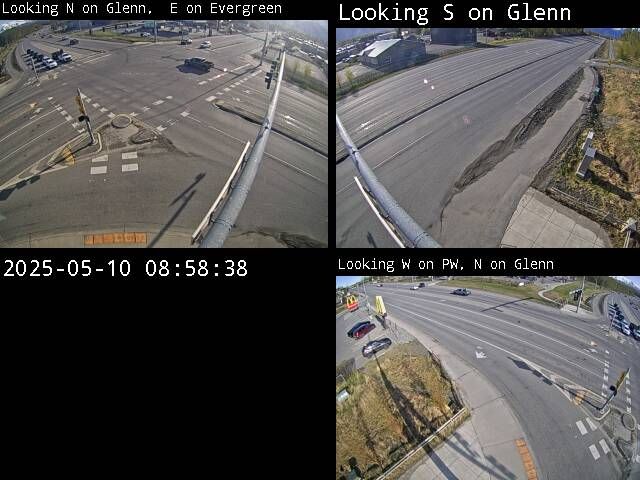 Looking N on Glenn,  E on Evergreen
Looking S on Glenn
2025-05-10 08:58:38
Looking W on PW, N on Glenn